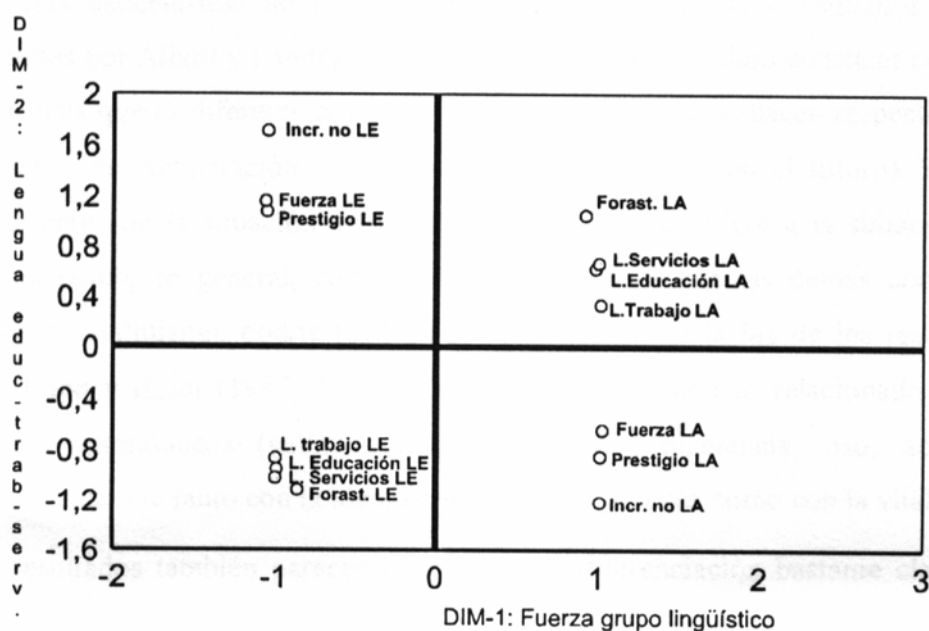 DIM-2: Lengua educ-trab-sev.
2
1,6
1,2
0,8
0,4
0
-0,4
-0,8
-1,2
-1,6
Incr. no LE
Fuerza LE
Prestigio LE
Forast. LA
L.Servicios LA
L.Educación LA
L.Trabajo LA
L. trabajo LE
L. Educación LE
L. Servicios LE
Forast. LE
Fuerza LA
Prestigio LA
Incr. no LA
-2 -1 0 1 2 3
DIM-1: Fuerza grupo lingüístico